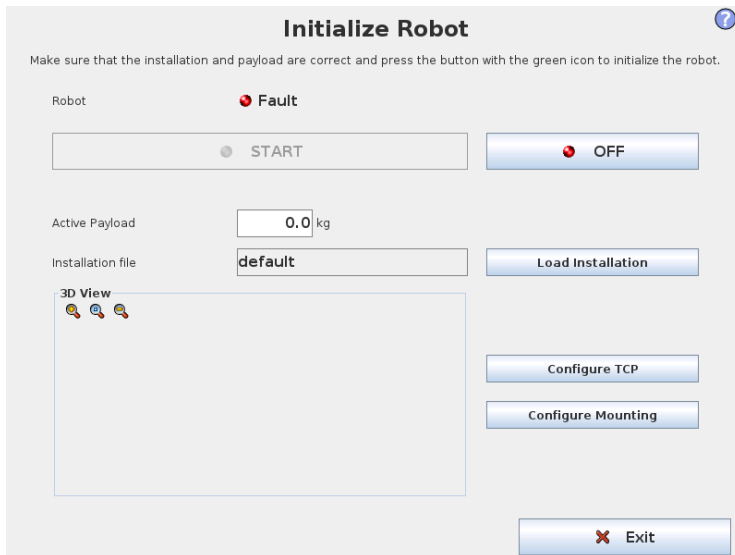 Initialize Robot
?
Make sure that the installation and payload are correct and press the button with the green icon to initialize the robot.
Robot
Fault
START
OFF
Active Payload
0.0 kg
Installation file
default
Load Installation
3D View
Configure TCP
Configure Mounting
Exit